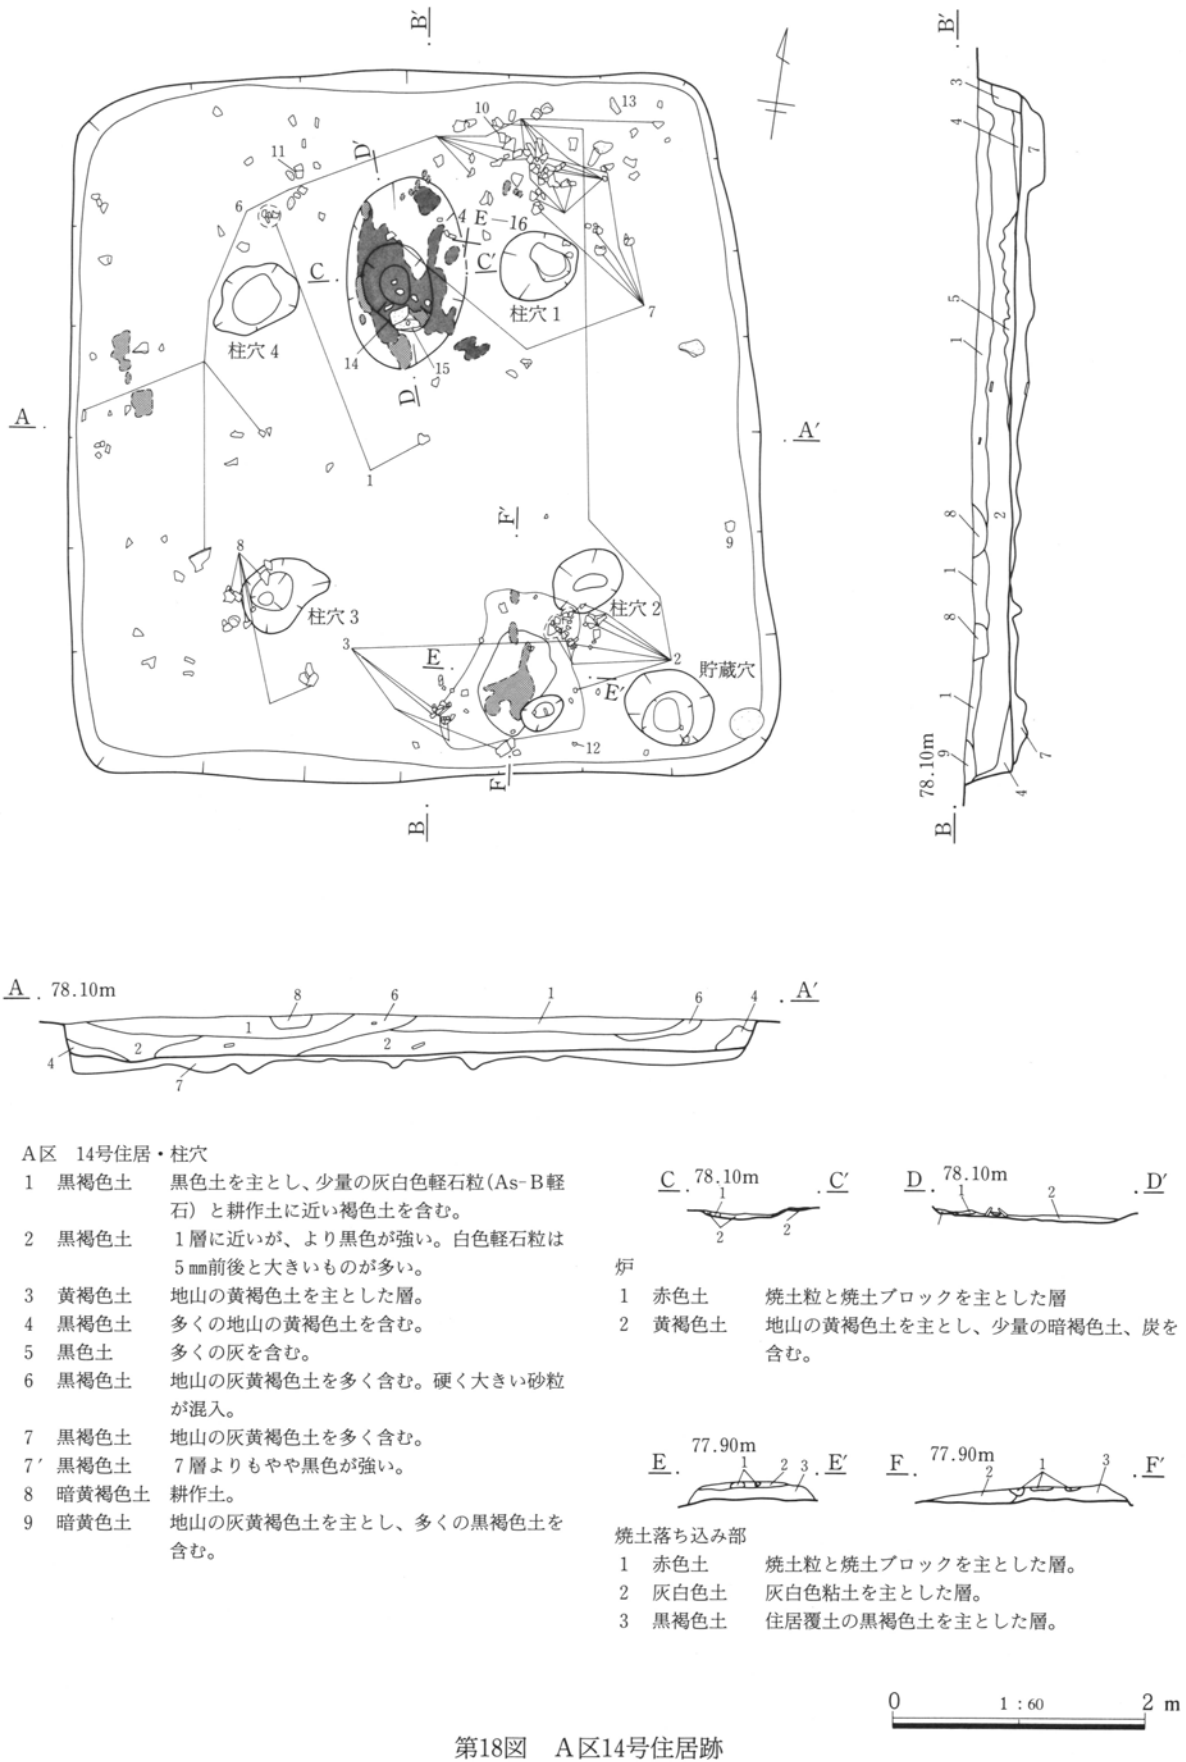 B′
B′
10
13
3
11
D′
4
7
6
4 E—16
C
C′
柱穴1
7
5
柱穴4
1
14
15
D
A
A′
1
F′
8
9
2
8
1
柱穴3
柱穴2
8
3
E
2
貯蔵穴
E′
1
12
78.10m
9
7
F
4
B
B
A . 78.10m
8
6
1
6
4
. A′
1
2
2
4
7
A区 14号住居・柱穴
1 黒褐色土 黒色土を主とし、少量の灰白色軽石粒(As-B軽
石)と耕作土に近い褐色土を含む。
2 黒褐色土 1層に近いが、より黒色が強い。白色軽石粒は
5㎜前後と大きいものが多い。
3 黄褐色土 地山の黄褐色土を主とした層。
4 黒褐色土 多くの地山の黄褐色土を含む。
5 黒色土 多くの灰を含む。
6 黒褐色土 地山の灰黄褐色土を多く含む。硬く大きい砂粒
が混入。
7 黒褐色土 地山の灰黄褐色土を多く含む。
7′ 黒褐色土 7層よりもやや黒色が強い。
8 暗黄褐色土 耕作土。
9 暗黄色土 地山の灰黄褐色土を主とし、多くの黒褐色土を
含む。
C . 78.10m . C′
1
2
2
D . 78.10m . D′
1
2
炉
1 赤色土 焼土粒と焼土ブロックを主とした層
2 黄褐色土 地山の黄褐色土を主とし、少量の暗褐色土、炭を
含む。
E . 77.90m . E′
1
2
3
F . 77.90m . F′
2
1
3
焼土落ち込み部
1 赤色土 焼土粒と焼土ブロックを主とした層。
2 灰白色土 灰白色粘土を主とした層。
3 黒褐色土 住居覆土の黒褐色土を主とした層。
0 1:60 2 m
第18図 A区14号住居跡